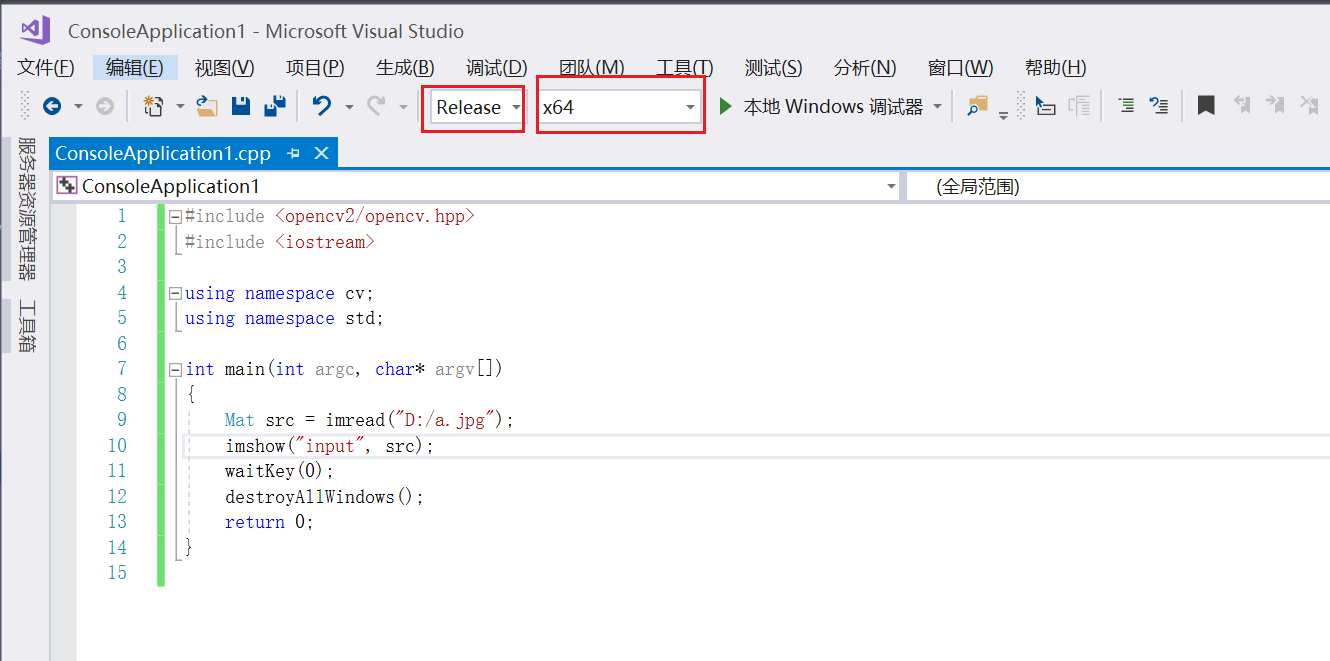 ConsoleApplication1 - Microsoft Visual Studio
文件(F) 编辑(E) 视图(V) 项目(P) 生成(B) 调试(D) 团队(M) 工具(T) 测试(S) 分析(N) 窗口(W) 帮助(H)
Release x64 本地 Windows 调试器
服务器资源管理器
工具箱
ConsoleApplication1.cpp
ConsoleApplication1 (全局范围)
1 #include <opencv2/opencv.hpp>
2 #include <iostream>
3
4 using namespace cv;
5 using namespace std;
6
7 int main(int argc, char* argv[])
8 {
9 Mat src = imread("D:/a.jpg");
10 imshow("input", src);
11 waitKey(0);
12 destroyAllWindows();
13 return 0;
14 }
15